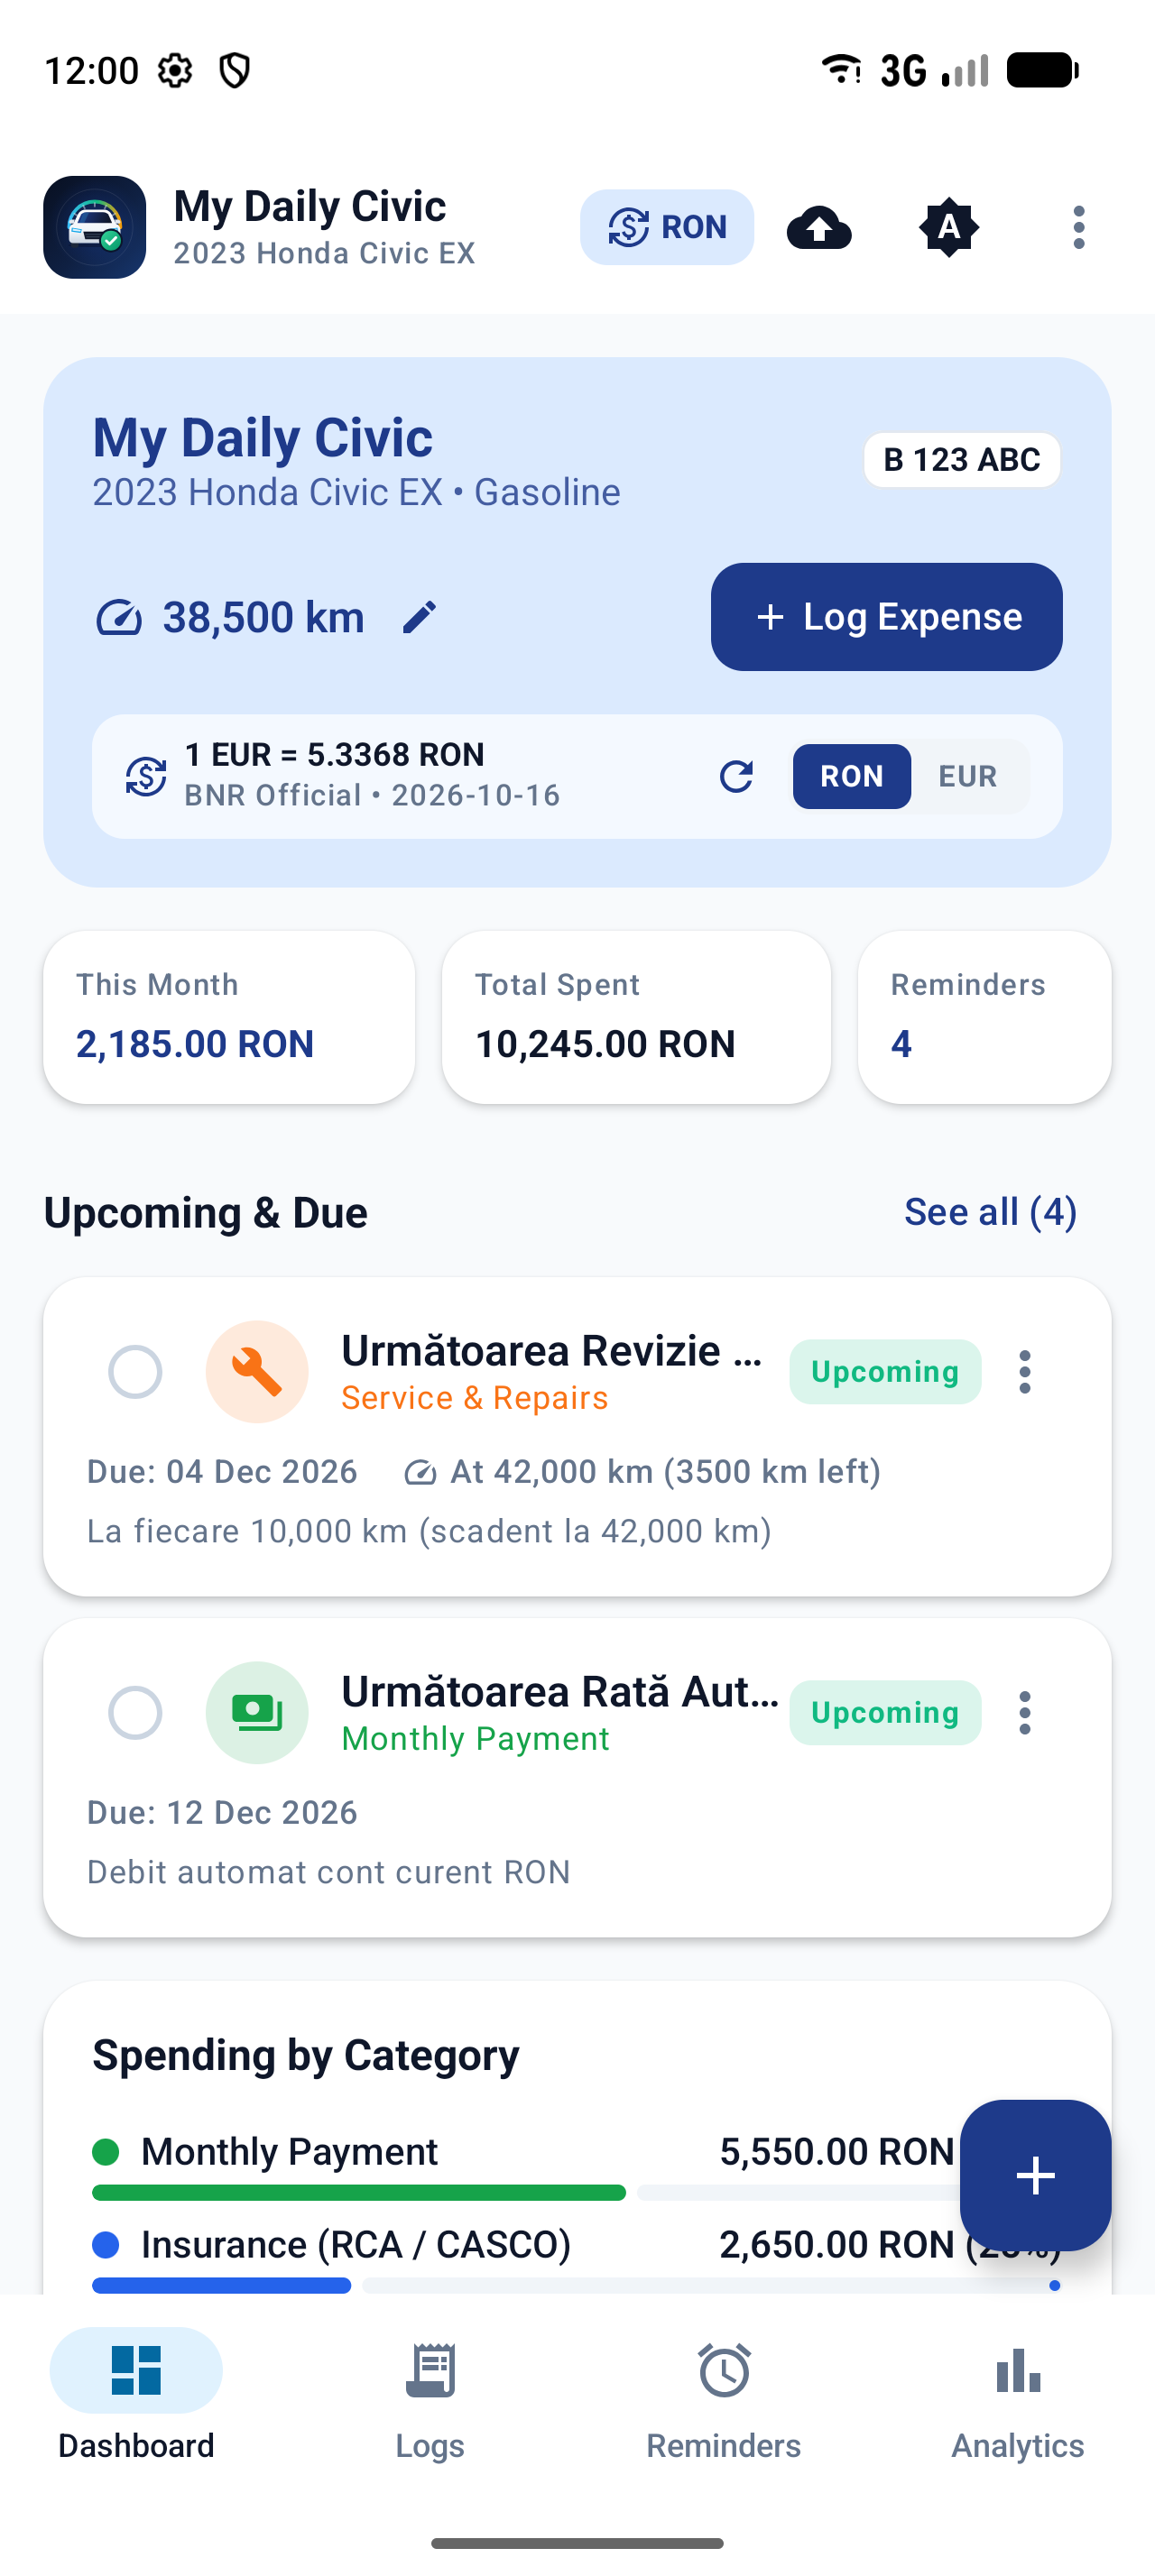 12:00
3G
My Daily Civic
2023 Honda Civic EX
RON
A
My Daily Civic
2023 Honda Civic EX • Gasoline
B 123 ABC
38,500 km
+ Log Expense
1 EUR = 5.3368 RON
BNR Official • 2026-10-16
RON
EUR
This Month
2,185.00 RON
Total Spent
10,245.00 RON
Reminders
4
Upcoming & Due
See all (4)
Următoarea Revizie ...
Service & Repairs
Upcoming
Due: 04 Dec 2026
At 42,000 km (3500 km left)
La fiecare 10,000 km (scadent la 42,000 km)
Următoarea Rată Aut...
Monthly Payment
Upcoming
Due: 12 Dec 2026
Debit automat cont curent RON
Spending by Category
Monthly Payment
5,550.00 RON
Insurance (RCA / CASCO)
2,650.00 RON
Dashboard
Logs
Reminders
Analytics